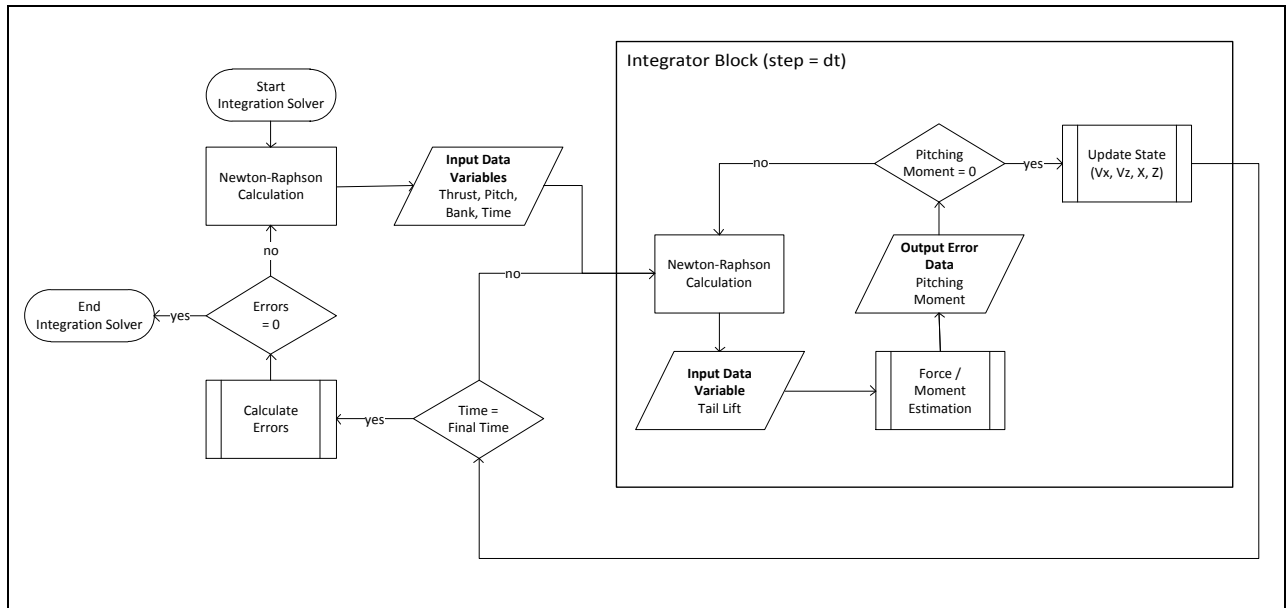 Integrator Block (step = dt)
Start
Integration Solver
Newton-Raphson
Calculation
Input Data
Variables
Thrust, Pitch,
Bank, Time
no
Errors
= 0
yes
End
Integration Solver
Calculate
Errors
yes
Time =
Final Time
no
Newton-Raphson
Calculation
Input Data
Variable
Tail Lift
Force /
Moment
Estimation
Output Error
Data
Pitching
Moment
Pitching
Moment = 0
no
yes
Update State
(Vx, Vz, X, Z)